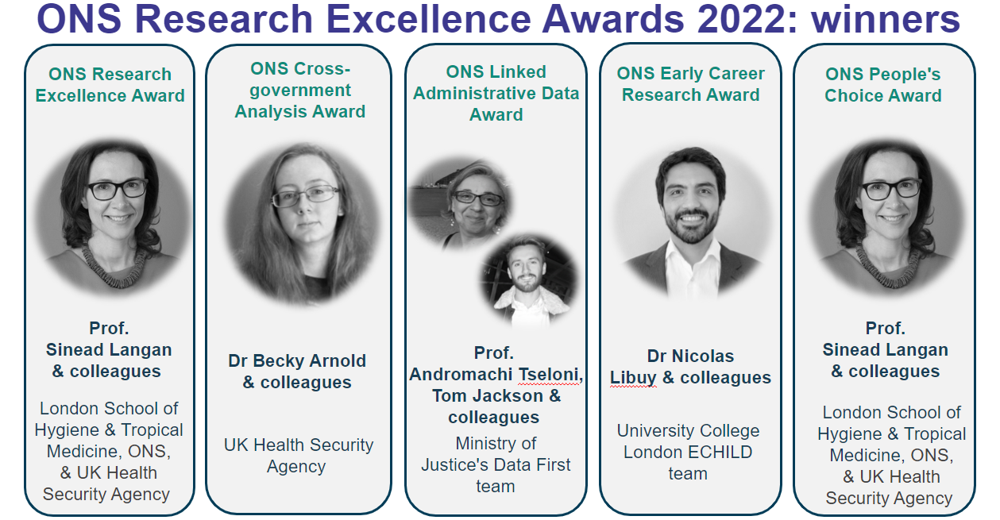 ONS Research Excellence Awards 2022: winners
ONS Research
Excellence Award
Prof.
Sinead Langan
& colleagues
London School of
Hygiene & Tropical
Medicine, ONS,
& UK Health
Security Agency
ONS Cross-
government
Analysis Award
Dr Becky Arnold
& colleagues
UK Health Security
Agency
ONS Linked
Administrative Data
Award
Prof.
Andromachi Tseloni,
Tom Jackson &
colleagues
Ministry of
Justice's Data First
team
ONS Early Career
Research Award
Dr Nicolas
Libuy & colleagues
University College
London ECHILD
team
ONS People's
Choice Award
Prof.
Sinead Langan
& colleagues
London School of
Hygiene & Tropical
Medicine, ONS,
& UK Health
Security Agency